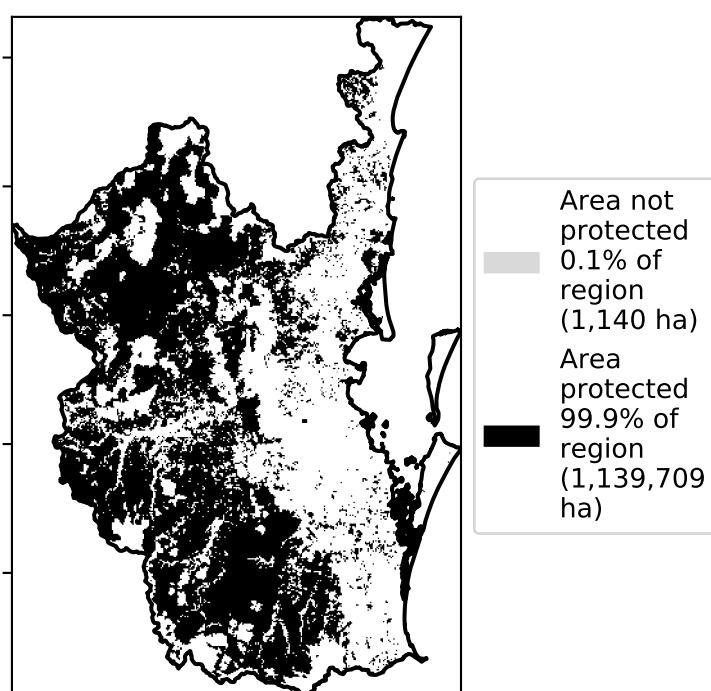 Area not
protected
0.1% of
region
(1,140 ha)
Area
protected
99.9% of
region
(1,139,709
ha)